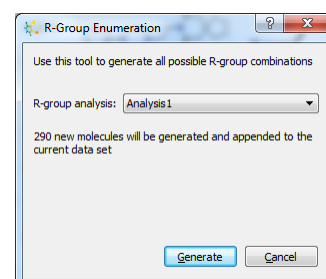 R-Group Enumeration
Use this tool to generate all possible R-group combinations
R-group analysis: Analysis1
290 new molecules will be generated and appended to the
current data set
Generate Cancel